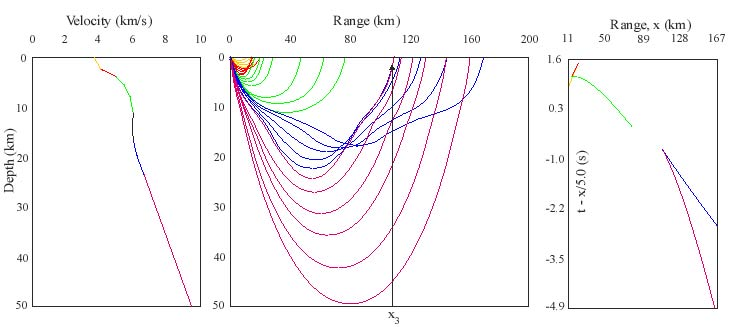 Velocity (km/s)
0 2 4 6 8 10
0
10
20
30
40
50
Depth (km)
Range (km)
0 40 80 120 160 200
0
10
20
30
40
50
x3
Range, x (km)
11 50 89 128 167
1.6
0.3
-1.0
-2.2
-3.5
-4.9
t - x/5.0 (s)